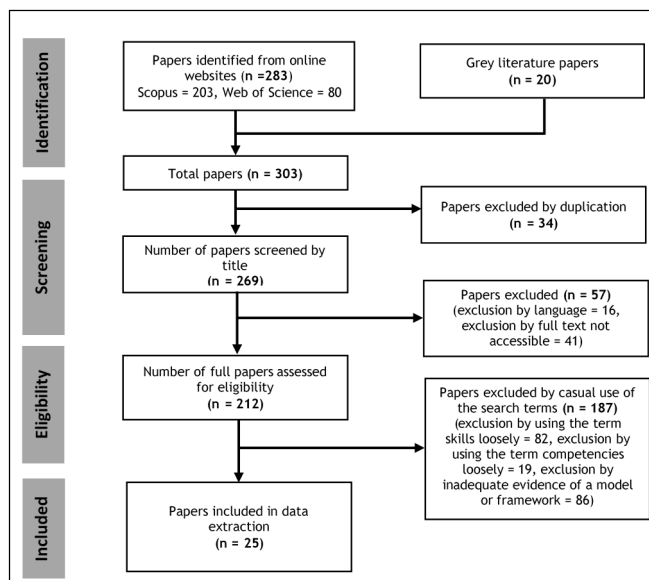 Identification
Papers identified from online
websites (n =283)
Scopus = 203, Web of Science = 80
Grey literature papers
(n = 20)
Total papers (n = 303)
Screening
Papers excluded by duplication
(n = 34)
Number of papers screened by
title
(n = 269)
Papers excluded (n = 57)
(exclusion by language = 16,
exclusion by full text not
accessible = 41)
Eligibility
Number of full papers assessed
for eligibility
(n = 212)
Papers excluded by casual use of
the search terms (n = 187)
(exclusion by using the term
skills loosely = 82, exclusion by
using the term competencies
loosely = 19, exclusion by
inadequate evidence of a model
or framework = 86)
Included
Papers included in data
extraction
(n = 25)